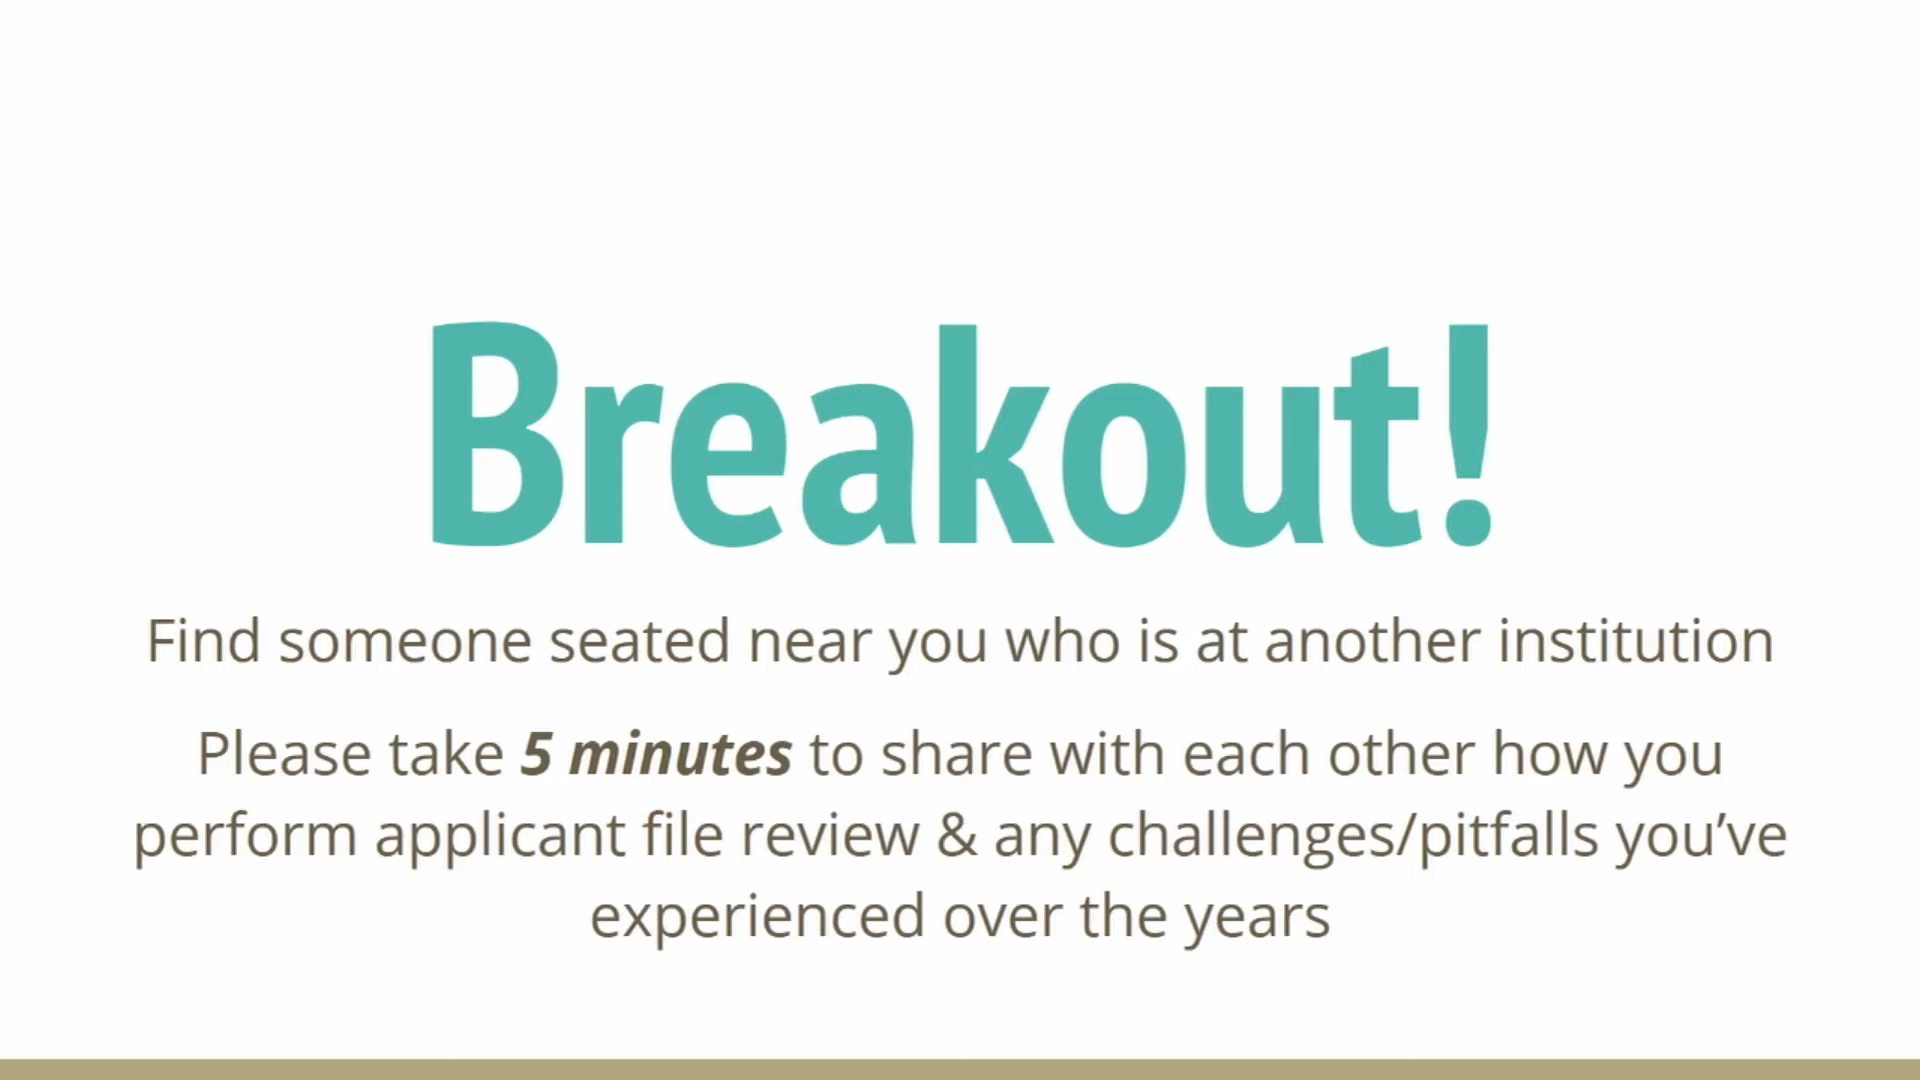 Breakout!
Find someone seated near you who is at another institution
Please take 5 minutes to share with each other how you
perform applicant file review & any challenges/pitfalls you’ve
experienced over the years